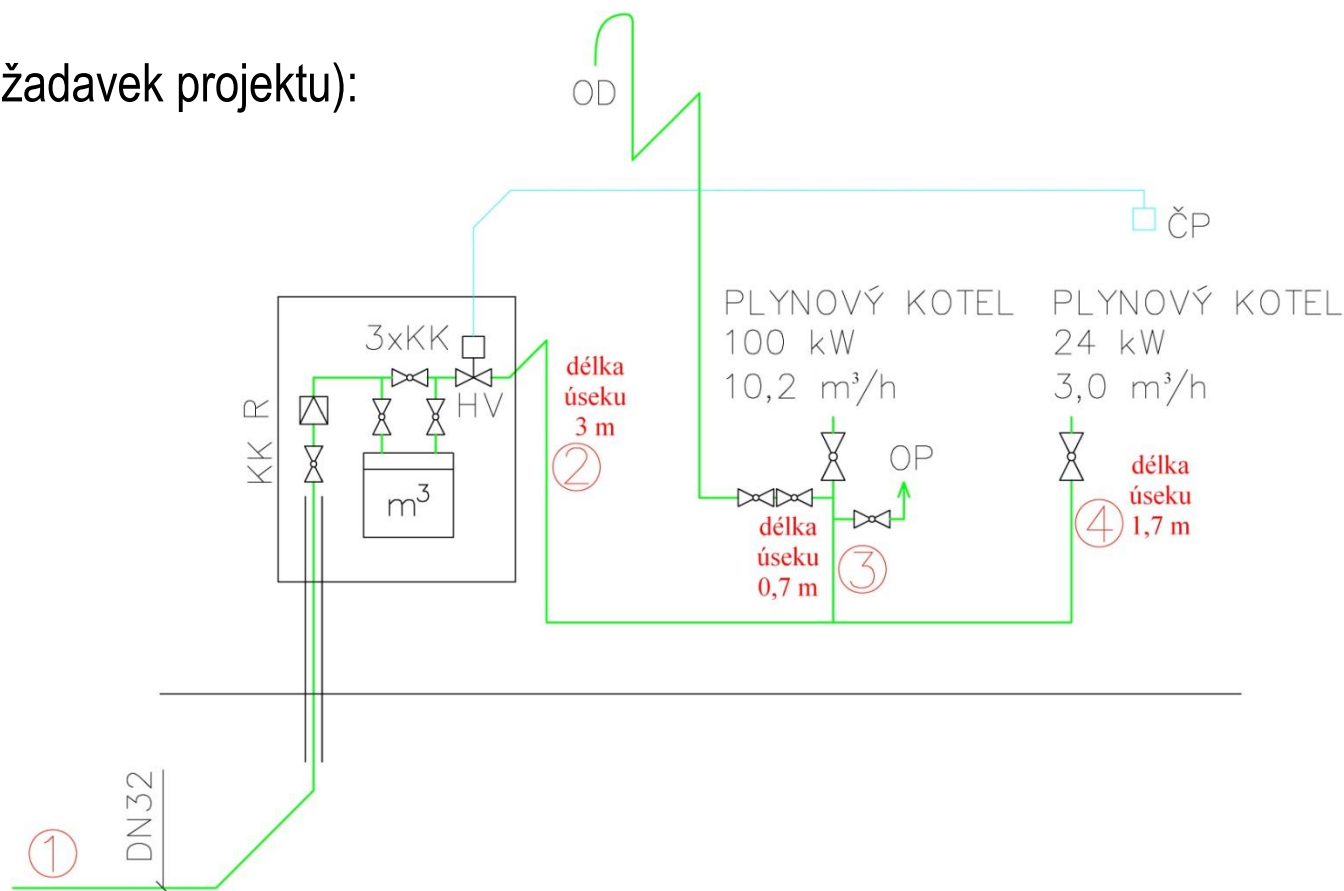 žadavek projektu):
OD
ČP
PLYNOVÝ KOTEL
100 kW
10,2 m³/h
PLYNOVÝ KOTEL
24 kW
3,0 m³/h
3xKK
HV
KK R
m³
délka
úseku
3 m
2
OP
délka
úseku
0,7 m
3
délka
úseku
1,7 m
4
DN32
1